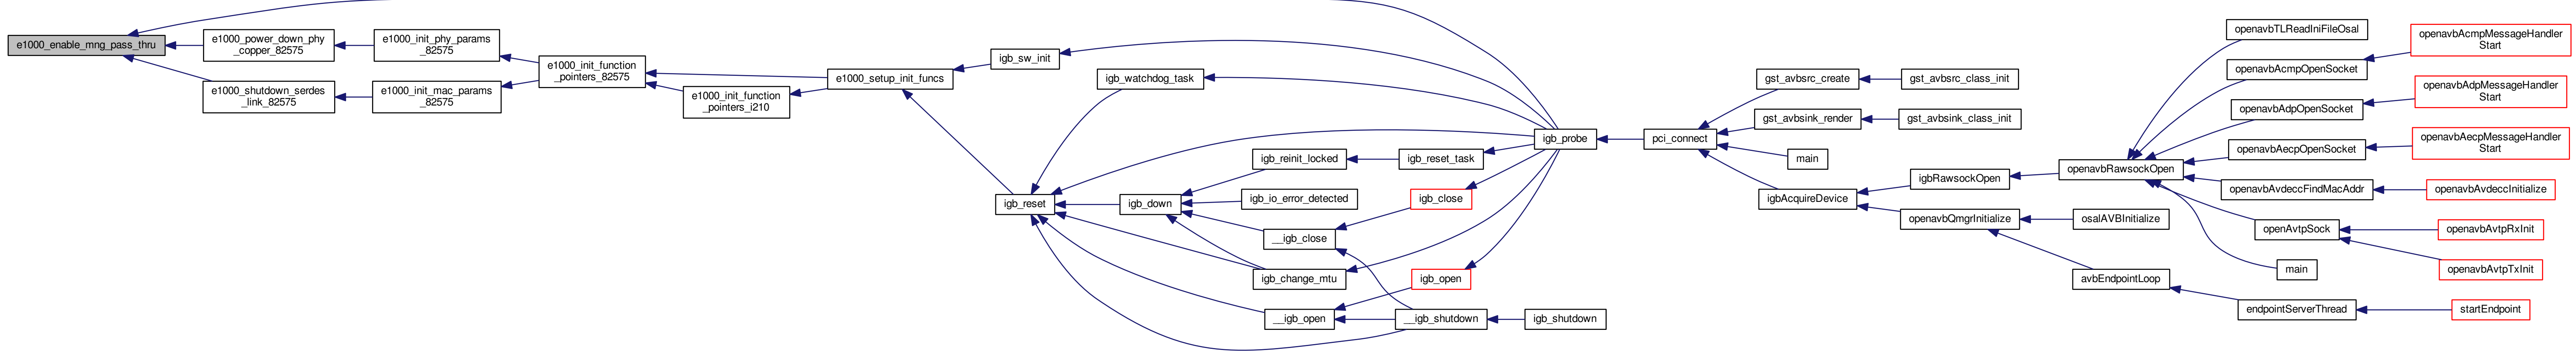 e1000_enable_mng_pass_thru
e1000_power_down_phy
_copper_82575
e1000_shutdown_serdes
_link_82575
e1000_init_phy_params
_82575
e1000_init_mac_params
_82575
e1000_init_function
_pointers_82575
e1000_init_function
_pointers_i210
e1000_setup_init_funcs
igb_sw_init
igb_reset
igb_watchdog_task
igb_down
igb_reinit_locked
igb_io_error_detected
__igb_close
igb_change_mtu
__igb_open
igb_reset_task
igb_close
igb_open
__igb_shutdown
igb_probe
igb_shutdown
pci_connect
gst_avbsrc_create
gst_avbsink_render
main
igbAcquireDevice
gst_avbsrc_class_init
gst_avbsink_class_init
igbRawsockOpen
openavbQmgrInitialize
openavbRawsockOpen
osalAVBInitialize
avbEndpointLoop
openavbTLReadIniFileOsal
openavbAcmpOpenSocket
openavbAdpOpenSocket
openavbAecpOpenSocket
openavbAvdeccFindMacAddr
openAvtpSock
main
endpointServerThread
openavbAcmpMessageHandler
Start
openavbAdpMessageHandler
Start
openavbAecpMessageHandler
Start
openavbAvdeccInitialize
openavbAvtpRxInit
openavbAvtpTxInit
startEndpoint